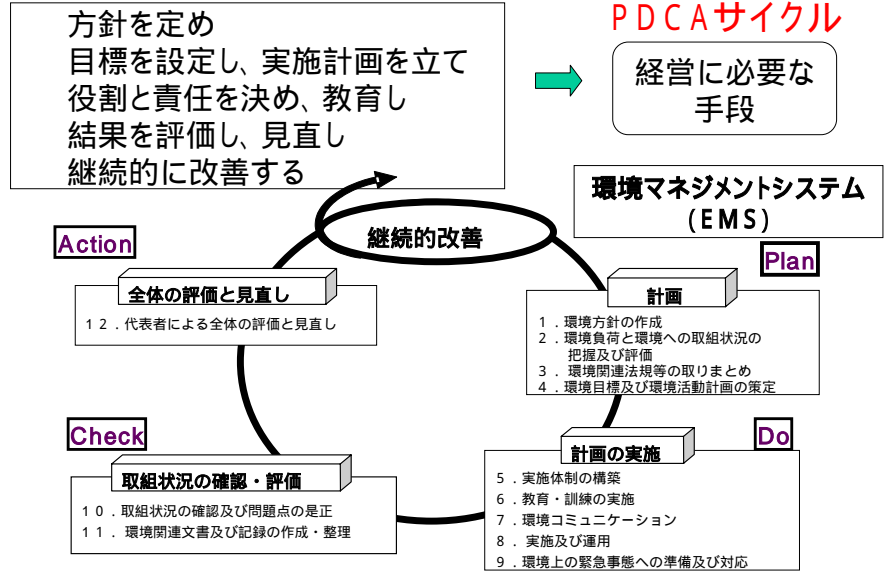 方針を定め
目標を設定し、実施計画を立て
役割と責任を決め、教育し
結果を評価し、見直し
継続的に改善する
PDCAサイクル
経営に必要な
手段
環境マネジメントシステム
(EMS)
継続的改善
Action
全体の評価と見直し
12．代表者による全体の評価と見直し
Plan
計画
1．環境方針の作成
2．環境負荷と環境への取組状況の
把握及び評価
3．環境関連法規等の取りまとめ
4．環境目標及び環境活動計画の策定
Check
取組状況の確認・評価
10．取組状況の確認及び問題点の是正
11．環境関連文書及び記録の作成・整理
Do
計画の実施
5．実施体制の構築
6．教育・訓練の実施
7．環境コミュニケーション
8．実施及び運用
9．環境上の緊急事態への準備及び対応